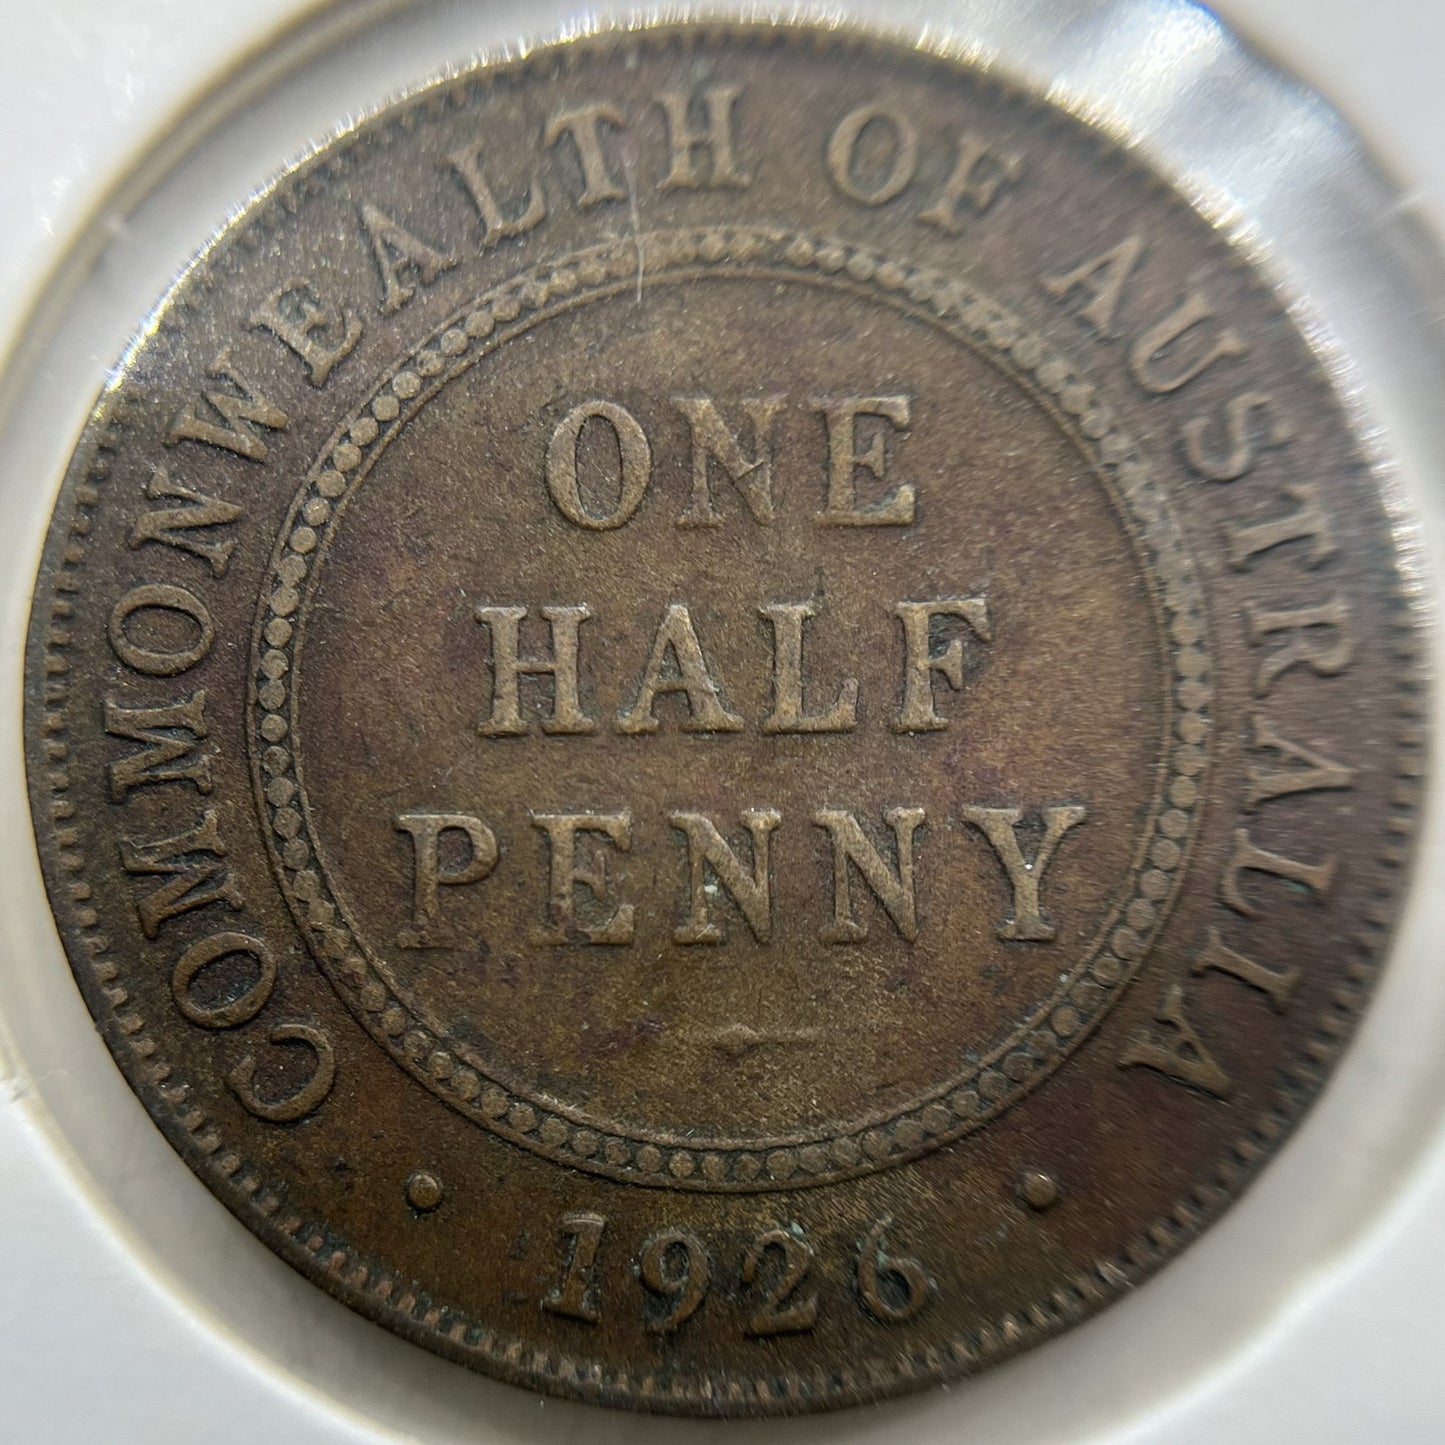 COMMONWEALTH OF AUSTRALIA
ONE
HALF
PENNY
· 1926 ·